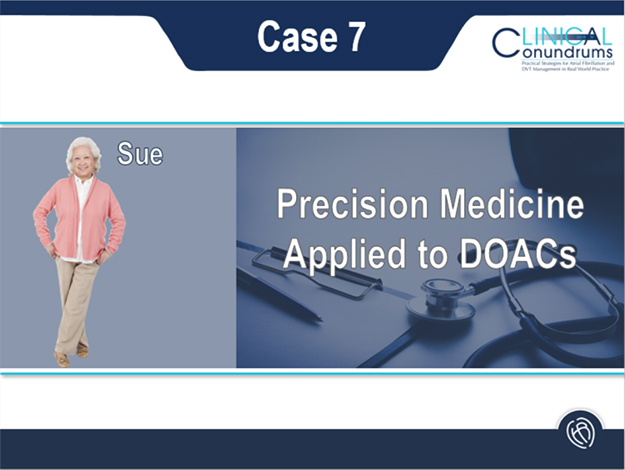 Case 7
CLINICAL
Conundrums
Practical Strategies for Atrial Fibrillation and
DVT Management in Real World Practice
Sue
Precision Medicine
Applied to DOACs